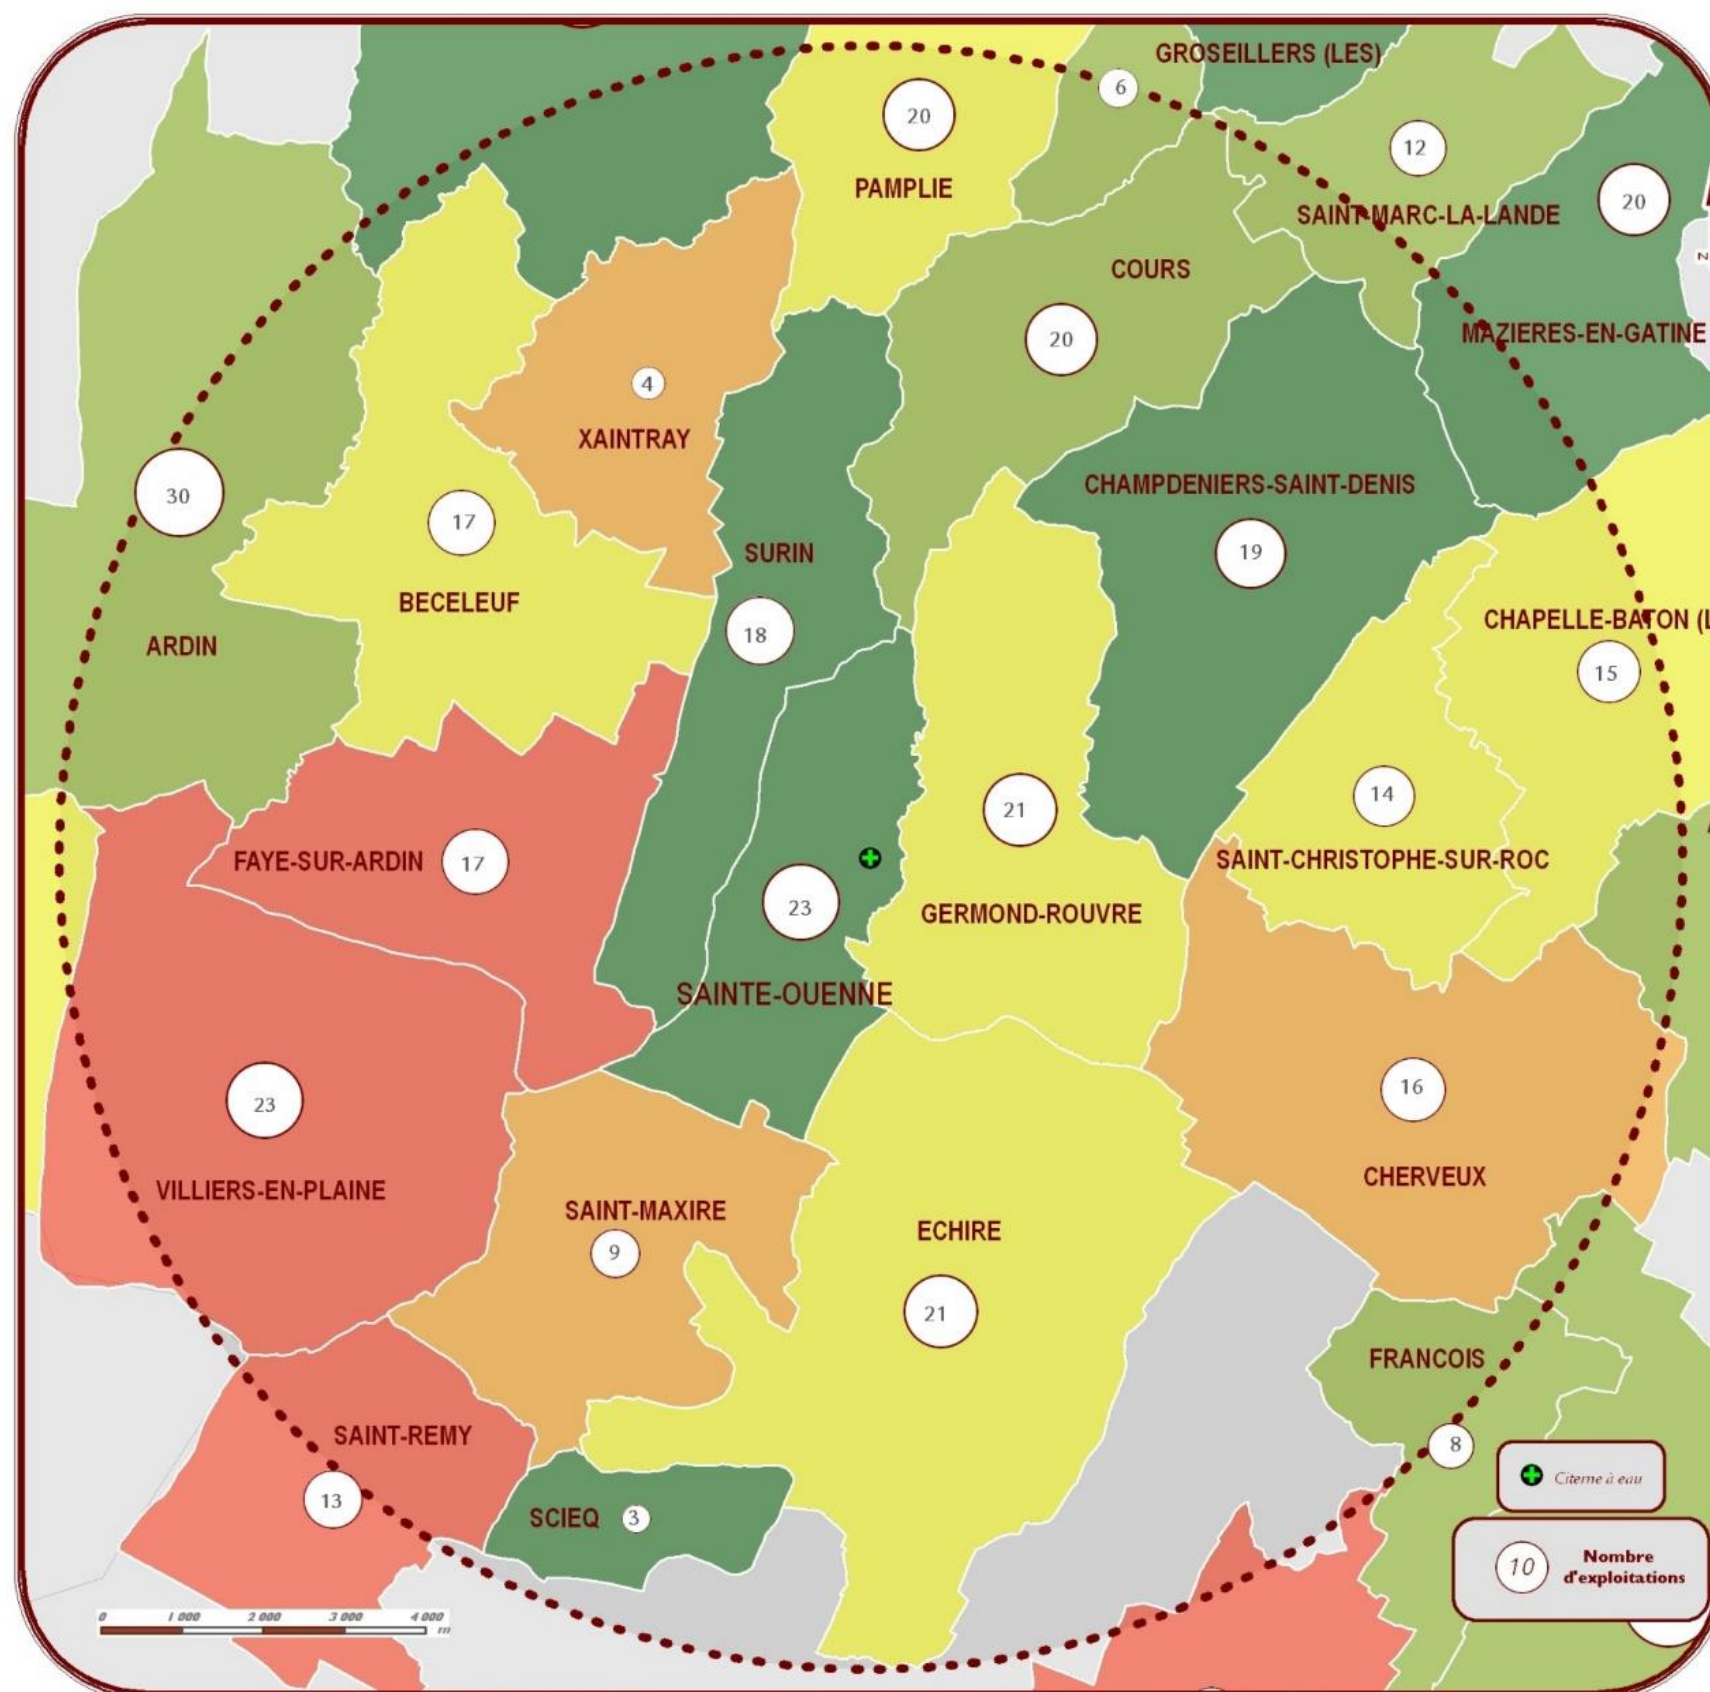 GROSEILLERS (LES)
6
20
12
PAMPLIE
20
SAINT-MARC-LA-LANDE
COURS
MAZIERES-EN-GATINE
20
4
XAINTRAY
CHAMPDENIERS-SAINT-DENIS
30
17
SURIN
19
BECELEUF
CHAPELLE-BATON (L
18
ARDIN
15
14
21
FAYE-SUR-ARDIN
17
SAINT-CHRISTOPHE-SUR-ROC
23
GERMOND-ROUVRE
SAINTE-OUENNE
16
23
CHERVEUX
VILLIERS-EN-PLAINE
SAINT-MAXIRE
ECHIRE
9
21
FRANCOIS
SAINT-REMY
8
Citerne à eau
13
SCIEQ
3
10
Nombre
d'exploitations
0 1 000 2 000 3 000 4 000
m